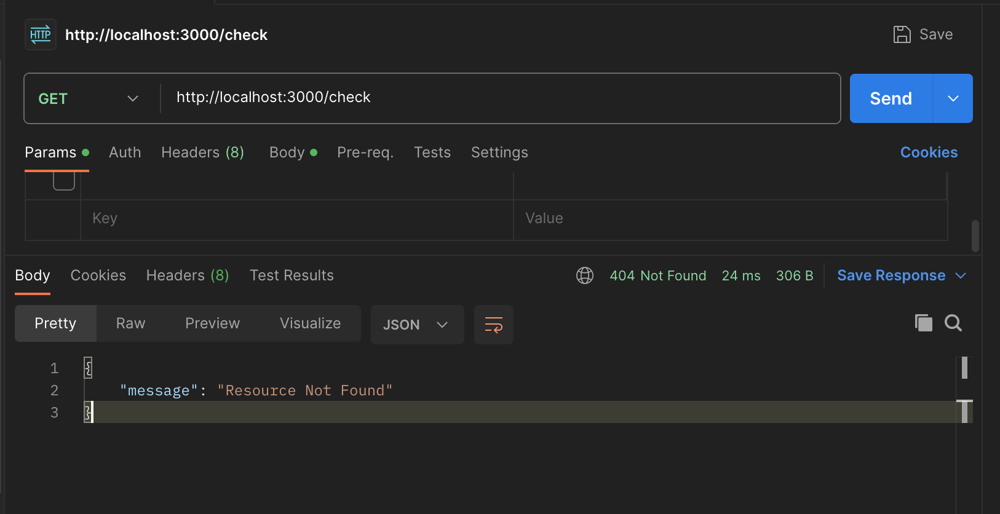 HTTP http://localhost:3000/check Save
GET http://localhost:3000/check Send
Params Auth Headers (8) Body Pre-req. Tests Settings Cookies
Key Value
Body Cookies Headers (8) Test Results 404 Not Found 24 ms 306 B Save Response
Pretty Raw Preview Visualize JSON
1 {
2 "message": "Resource Not Found"
3 }